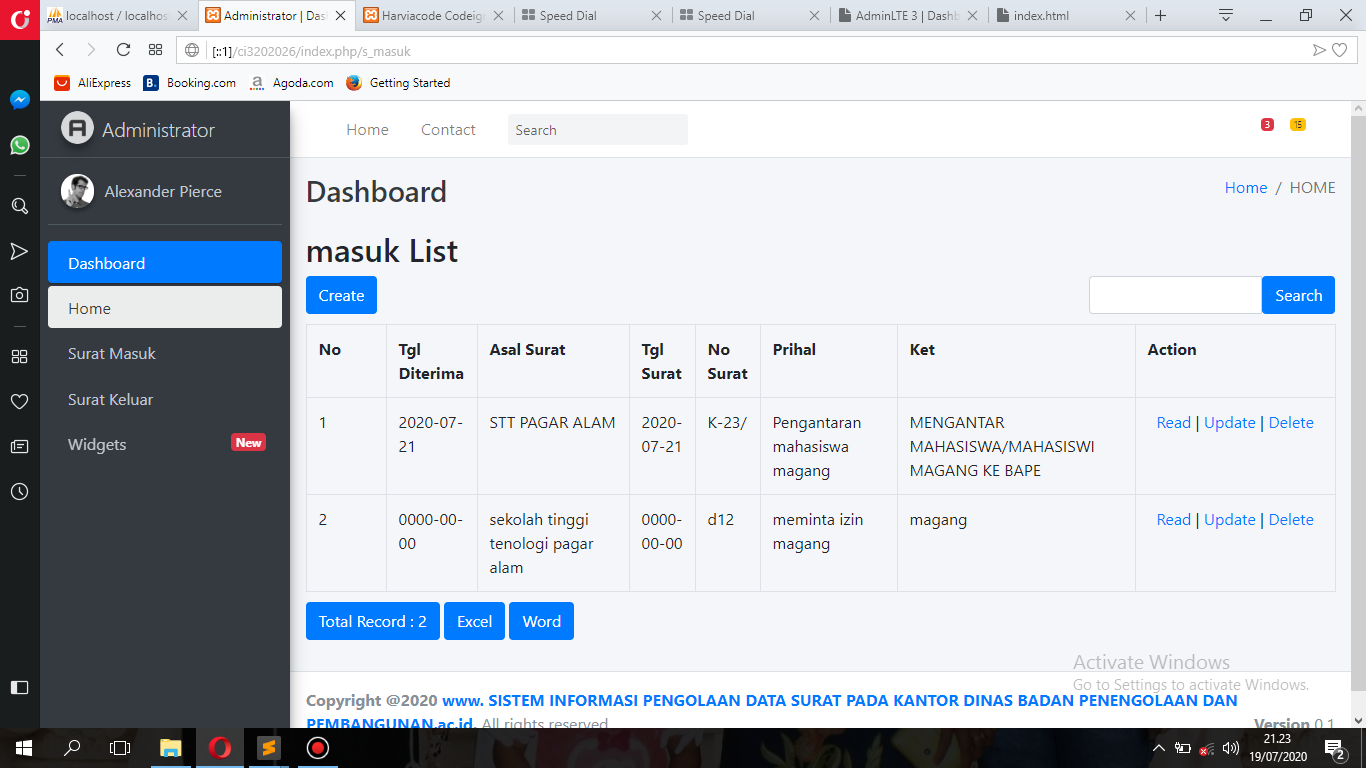 localhost / localhos
Administrator | Das
Harviacode Codeig
Speed Dial
Speed Dial
AdminLTE 3 | Dashb
index.html
[::1]/ci3202026/index.php/s_masuk
AliExpress
Booking.com
Agoda.com
Getting Started
Administrator
Home
Contact
Search
3
15
Alexander Pierce
Dashboard
Home / HOME
Dashboard
Home
Surat Masuk
Surat Keluar
Widgets
New
masuk List
Create
Search
No
Tgl
Diterima
Asal Surat
Tgl
Surat
No
Surat
Prihal
Ket
Action
1
2020-07-
21
STT PAGAR ALAM
2020-
07-21
K-23/
Pengantaran
mahasiswa
magang
MENGANTAR
MAHASISWA/MAHASISWI
MAGANG KE BAPE
Read | Update | Delete
2
0000-00-
00
sekolah tinggi
tenologi pagar
alam
0000-
00-00
d12
meminta izin
magang
magang
Read | Update | Delete
Total Record : 2
Excel
Word
Activate Windows
Go to Settings to activate Windows.
Copyright @2020 www. SISTEM INFORMASI PENGOLAAN DATA SURAT PADA KANTOR DINAS BADAN PENENGOLAAN DAN
PEMBANGUNAN.ac.id. All rights reserved.
Version 0.1
21.23
19/07/2020
2